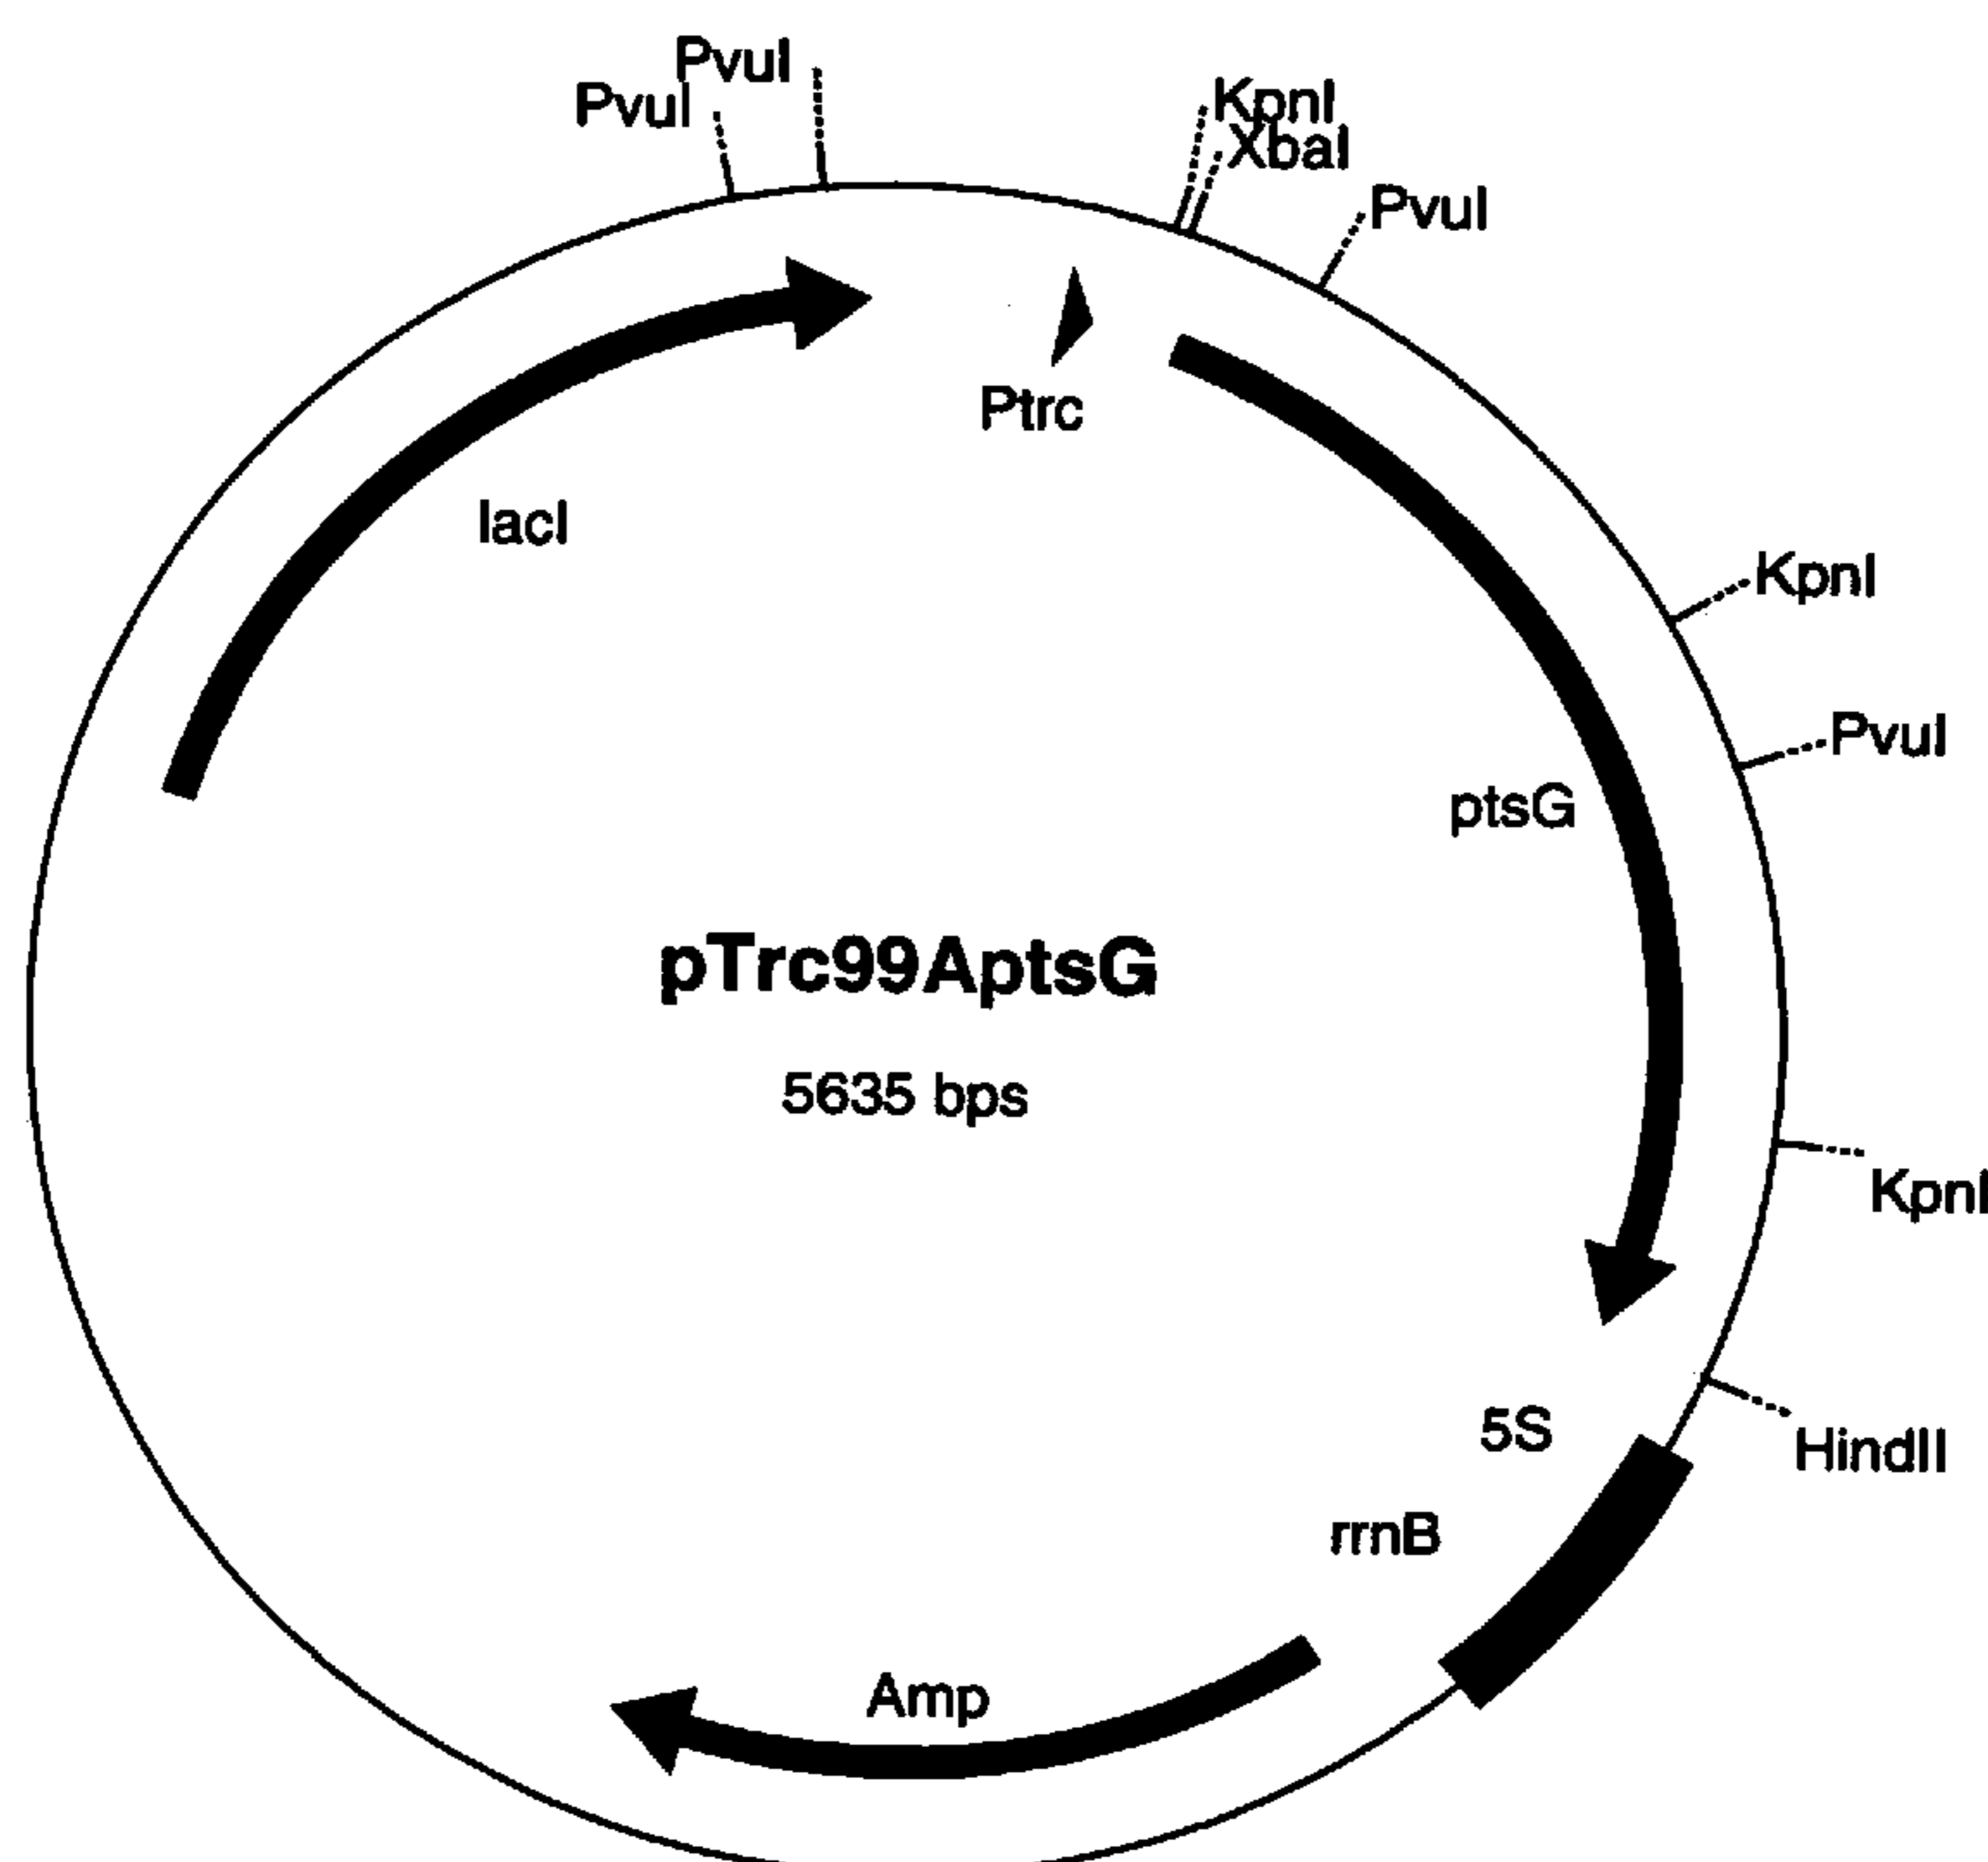 PvuI
PvuI
KpnI
XbaI
PvuI
Ptrc
lacI
KpnI
PvuI
ptsG
pTrc99AptsG
5635 bps
KpnI
5S
HindII
rrnB
Amp